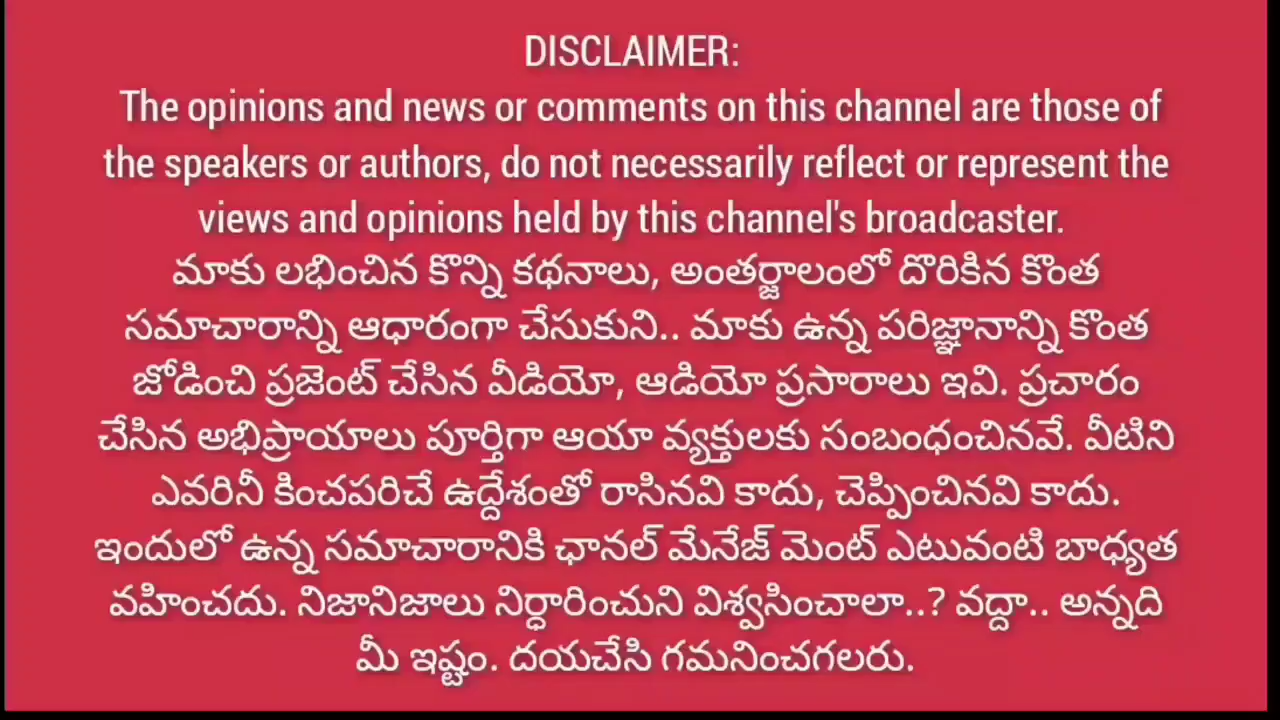 DISCLAIMER:
The opinions and news or comments on this channel are those of
the speakers or authors, do not necessarily reflect or represent the
views and opinions held by this channel's broadcaster.
మాకు లభించిన కొన్ని కథనాలు, అంతర్జాలంలో దొరికిన కొంత
సమాచారాన్ని ఆధారంగా చేసుకుని.. మాకు ఉన్న పరిజ్ఞానాన్ని కొంత
జోడించి ప్రజెంట్ చేసిన వీడియో, ఆడియో ప్రసారాలు ఇవి. ప్రచారం
చేసిన అభిప్రాయాలు పూర్తిగా ఆయా వ్యక్తులకు సంబంధంచినవే. వీటిని
ఎవరినీ కించపరిచే ఉద్దేశంతో రాసినవి కాదు, చెప్పించినవి కాదు.
ఇందులో ఉన్న సమాచారానికి ఛానల్ మేనేజ్ మెంట్ ఎటువంటి బాధ్యత
వహించదు. నిజానిజాలు నిర్ధారించుని విశ్వసించాలా..? వద్దా.. అన్నది
మీ ఇష్టం. దయచేసి గమనించగలరు.